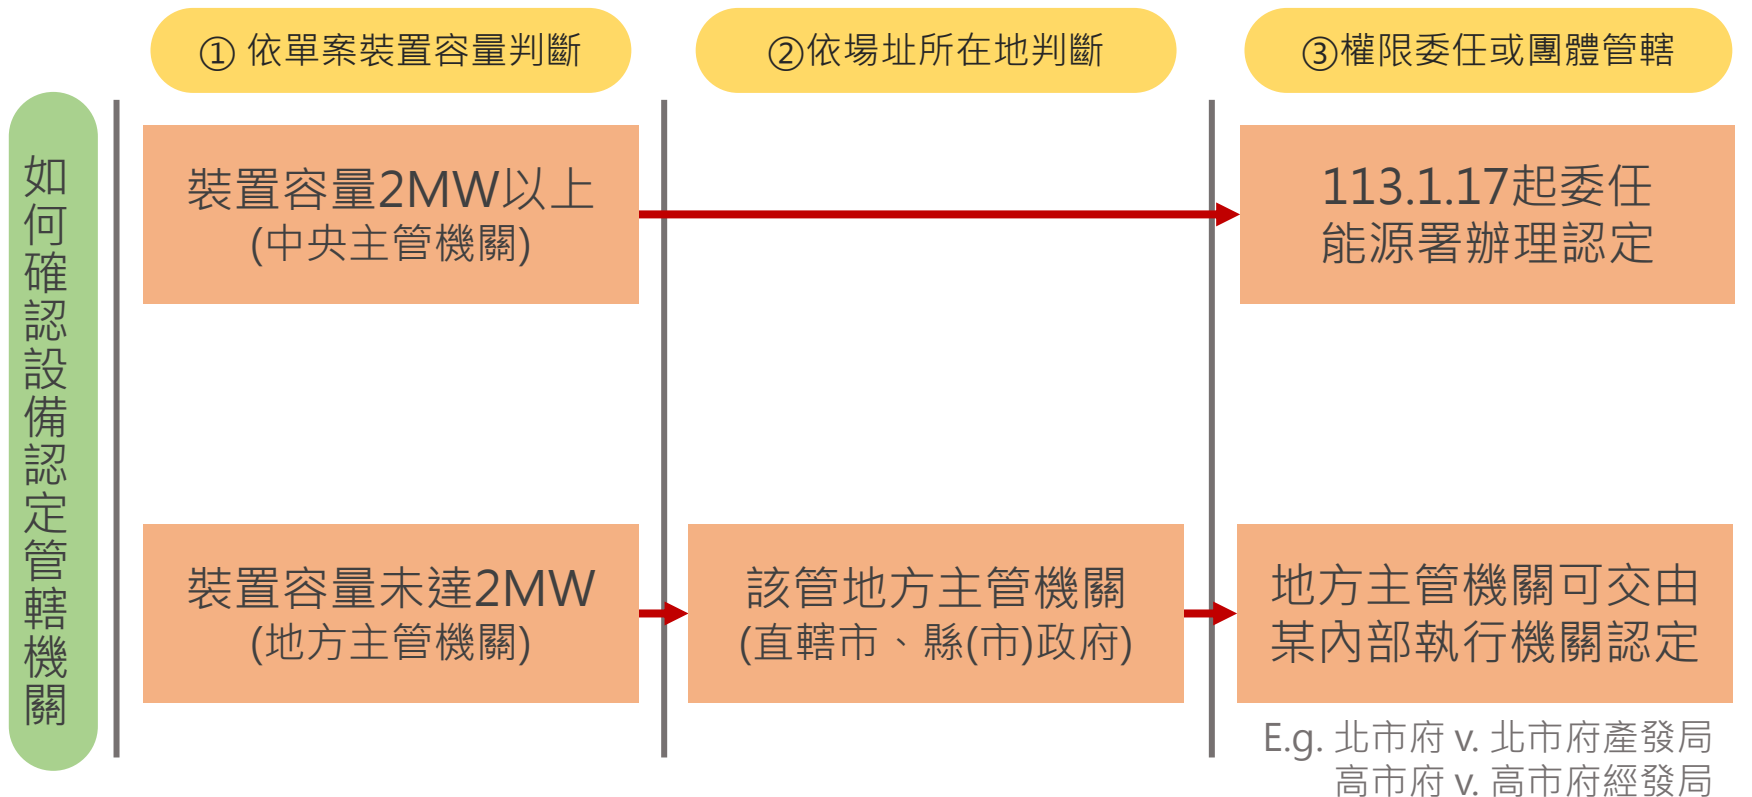 ① 依單案裝置容量判斷
②依場址所在地判斷
③權限委任或團體管轄
如何確認設備認定管轄機關
裝置容量2MW以上
(中央主管機關)
113.1.17起委任
能源署辦理認定
裝置容量未達2MW
(地方主管機關)
該管地方主管機關
(直轄市、縣(市)政府)
地方主管機關可交由
某內部執行機關認定
E.g. 北市府 v. 北市府產發局
高市府 v. 高市府經發局